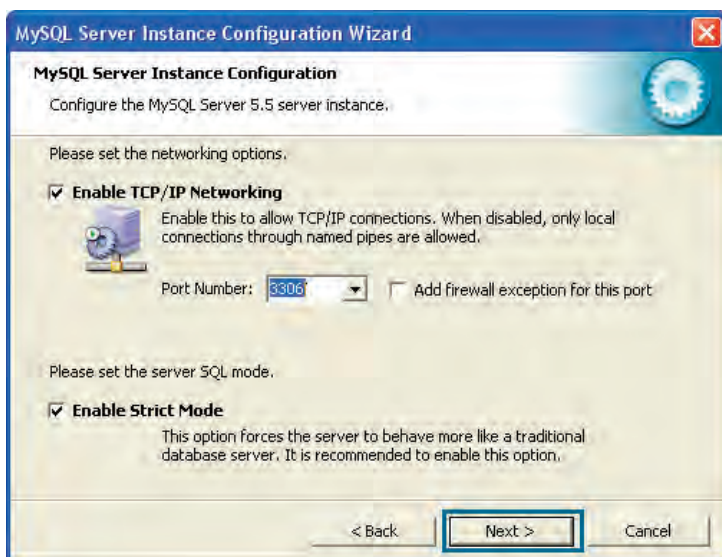 MySQL Server Instance Configuration Wizard
MySQL Server Instance Configuration
Configure the MySQL Server 5.5 server instance.
Please set the networking options.
Enable TCP/IP Networking
Enable this to allow TCP/IP connections. When disabled, only local
connections through named pipes are allowed.
Port Number: 3306 Add firewall exception for this port
Please set the server SQL mode.
Enable Strict Mode
This option forces the server to behave more like a traditional
database server. It is recommended to enable this option.
< Back Next > Cancel